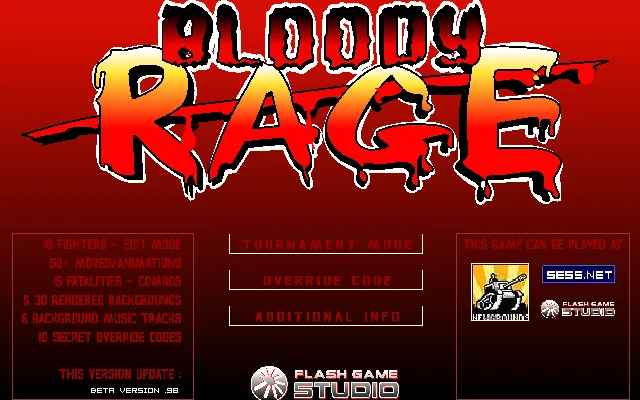 BLOODY
RAGE
18 FIGHTERS - EDIT MODE
50+ MOVES/ANIMATIONS
15 FATALITIES - COMBOS
5 3D RENDERED BACKGROUNDS
6 BACKGROUND MUSIC TRACKS
10 SECRET OVERRIDE CODES
THIS VERSION UPDATE :
BETA VERSION .98
TOURNAMENT MODE
OVERRIDE CODE
ADDITIONAL INFO
FLASH GAME
STUDIO
THIS GAME CAN BE PLAYED AT:
NEWGROUNDS
SESS.NET
FLASH GAME
STUDIO